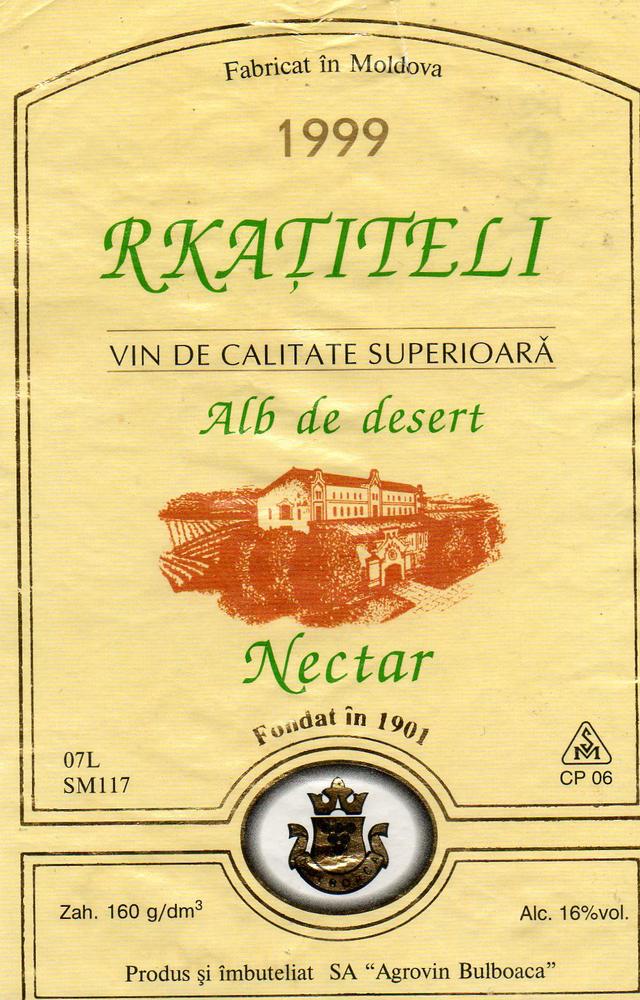 Fabricat în Moldova
1999
RKAȚITELI
VIN DE CALITATE SUPERIOARǍ
Alb de desert
Nectar
Fondat în 1901
07L
SM117
CP 06
Zah. 160 g/dm³
Alc. 16%vol.
Produs şi îmbuteliat SA “Agrovin Bulboaca”